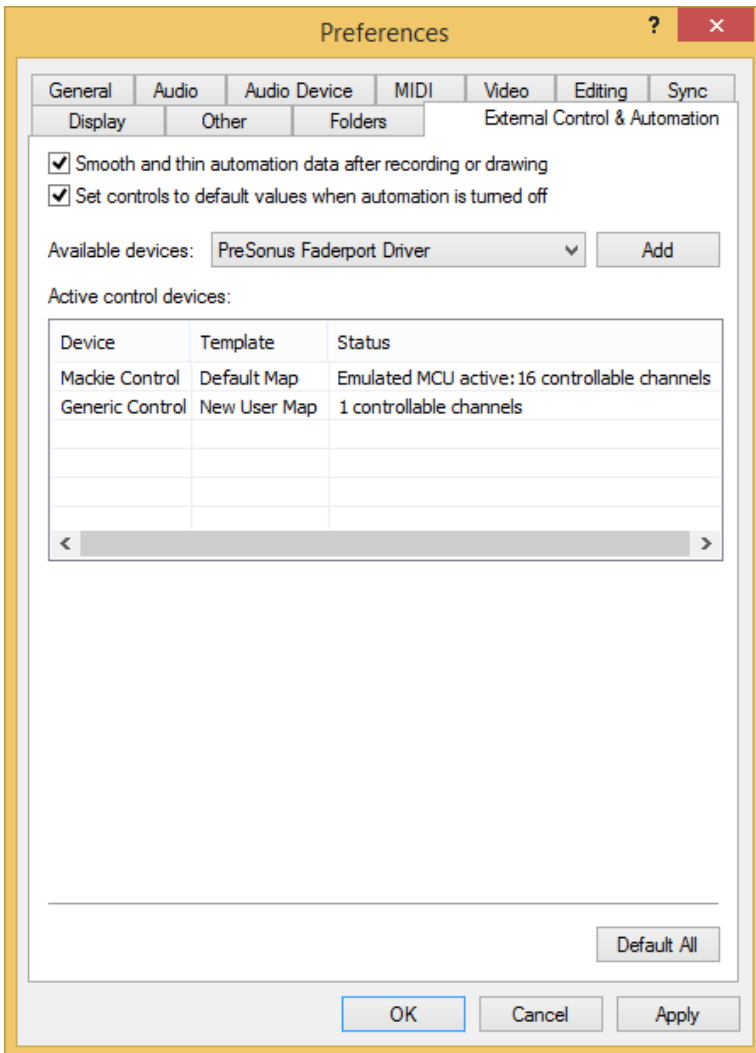 Preferences
?
×
General Audio Audio Device MIDI Video Editing Sync
Display Other Folders External Control & Automation
Smooth and thin automation data after recording or drawing
Set controls to default values when automation is turned off
Available devices: PreSonus Faderport Driver Add
Active control devices:
Device Template Status
Mackie Control Default Map Emulated MCU active:16 controllable channels
Generic Control New User Map 1 controllable channels
Default All
OK Cancel Apply